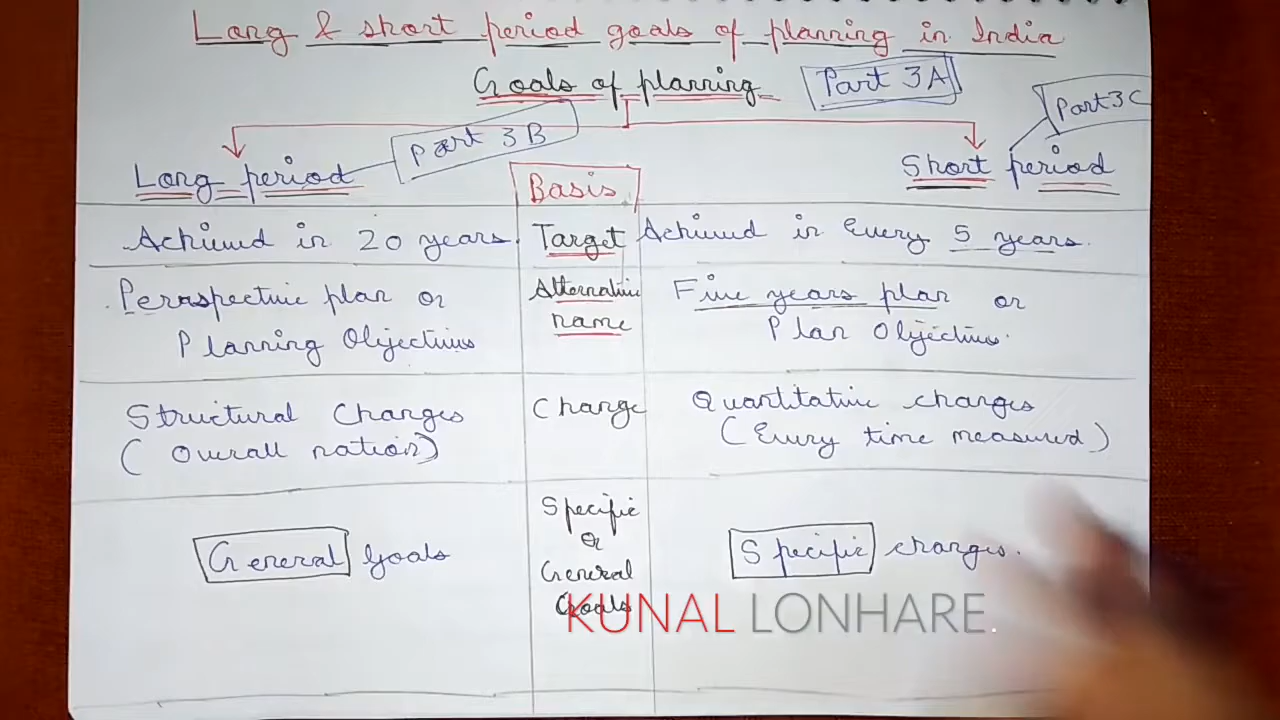 Long & short period goals of planning in India
Goals of planning
Part 3A
Part 3C
Part 3B
Long period
Basis
Short period
Achieved in 20 years
Target
Achieved in Every 5 years.
Perspective plan or
Planning Objectives
Alternative
name
Five years plan or
Plan Objectives.
Structural Changes
(Overall nation)
Change
Quantitative changes
(Every time measured)
General Goals
Specific
Or
General
Goals
Specific changes.
KUNAL LONHARE.